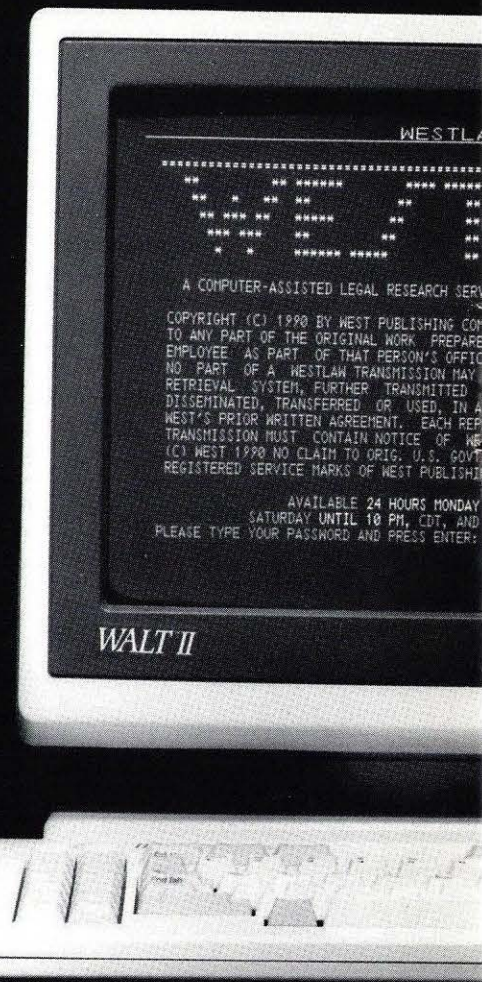 WESTLA
WEST
A COMPUTER-ASSISTED LEGAL RESEARCH SERV
COPYRIGHT (C) 1990 BY WEST PUBLISHING COM
TO ANY PART OF THE ORIGINAL WORK PREPARE
EMPLOYEE AS PART OF THAT PERSON'S OFFIC
NO PART OF A WESTLAW TRANSMISSION MAY
RETRIEVAL SYSTEM, FURTHER TRANSMITTED
DISSEMINATED, TRANSFERRED OR USED, IN A
WEST'S PRIOR WRITTEN AGREEMENT. EACH REP
TRANSMISSION MUST CONTAIN NOTICE OF WE
(C) WEST 1990 NO CLAIM TO ORIG. U.S. GOVT
REGISTERED SERVICE MARKS OF WEST PUBLISHI
AVAILABLE 24 HOURS MONDAY
SATURDAY UNTIL 10 PM, CDT, AND
PLEASE TYPE YOUR PASSWORD AND PRESS ENTER:
WALT II